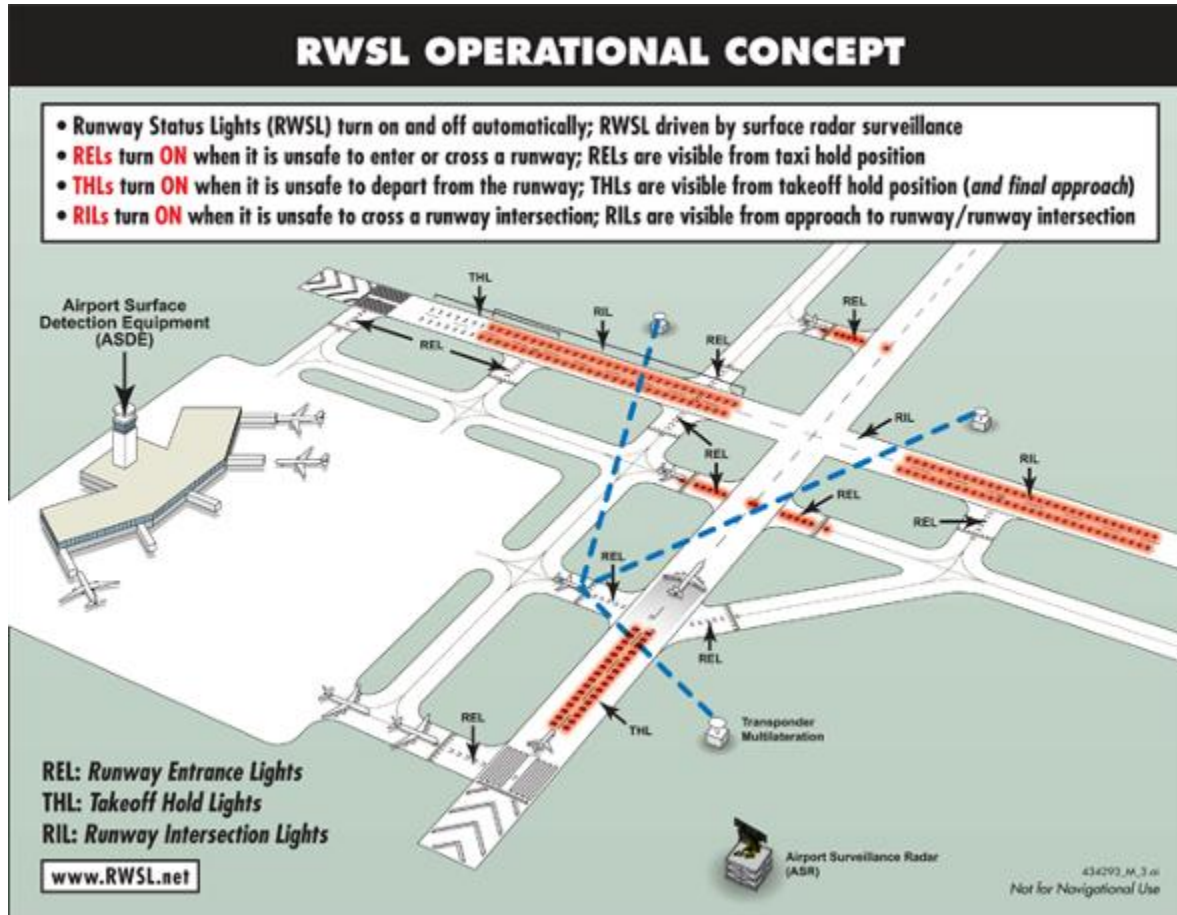 RWSL OPERATIONAL CONCEPT
• Runway Status Lights (RWSL) turn on and off automatically; RWSL driven by surface radar surveillance
• RELs turn ON when it is unsafe to enter or cross a runway; RELs are visible from taxi hold position
• THLs turn ON when it is unsafe to depart from the runway; THLs are visible from takeoff hold position (and final approach)
• RILs turn ON when it is unsafe to cross a runway intersection; RILs are visible from approach to runway/runway intersection
THL
Airport Surface
Detection Equipment
(ASDE)
RIL
REL
REL
REL
RIL
REL
RIL
REL
REL
REL
REL
REL
THL
Transponder
Multilateration
REL: Runway Entrance Lights
THL: Takeoff Hold Lights
RIL: Runway Intersection Lights
www.RWSL.net
Airport Surveillance Radar
(ASR)
434293_M_3.ai
Not for Navigational Use